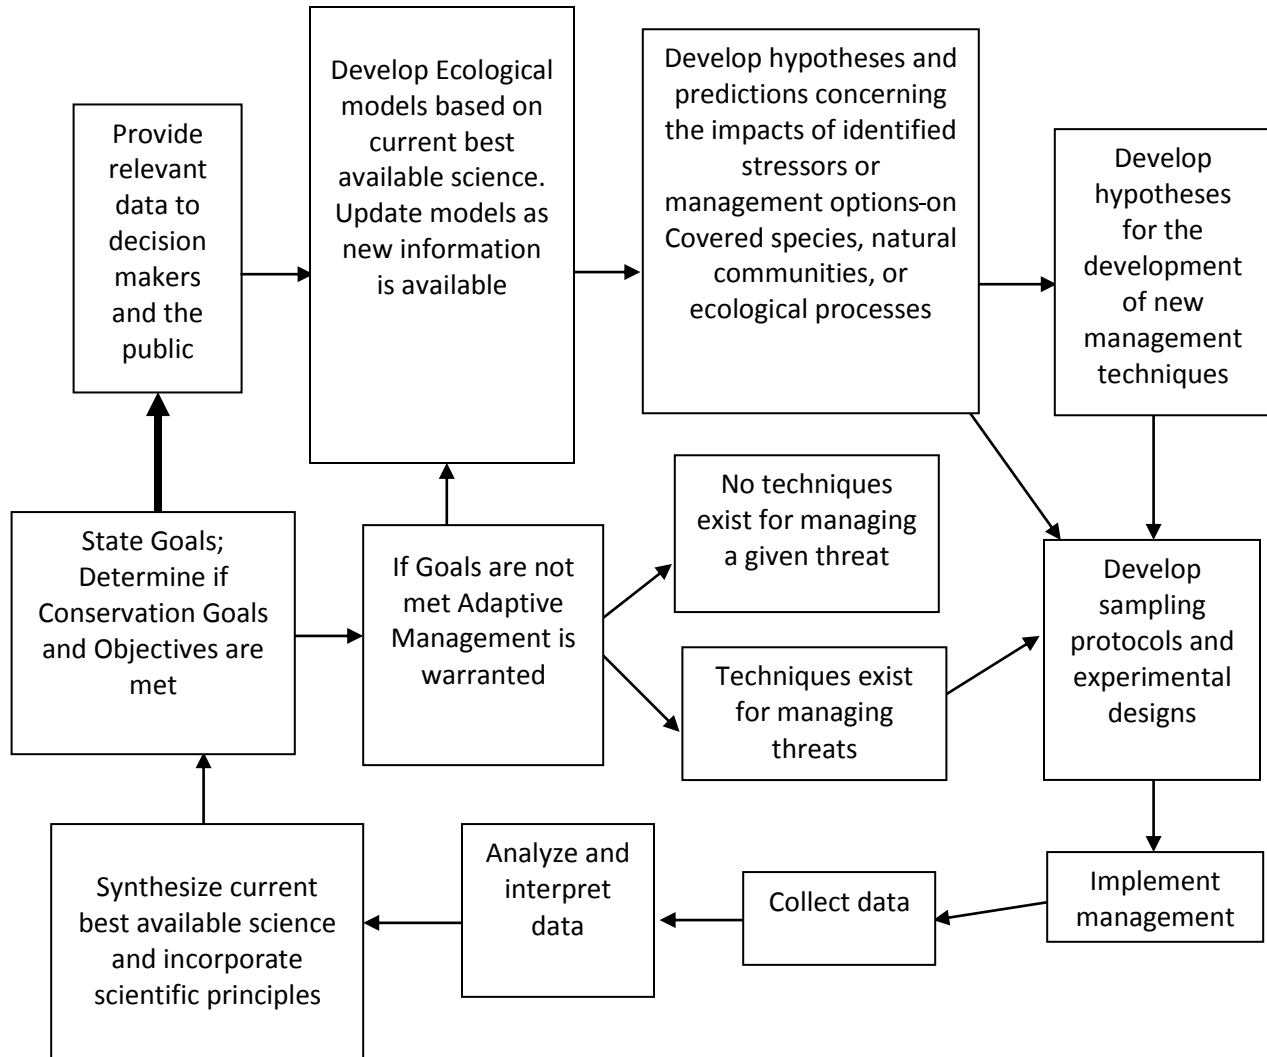 Provide
relevant
data to
decision
makers
and the
public
Develop Ecological
models based on
current best
available science.
Update models as
new information
is available
Develop hypotheses and
predictions concerning
the impacts of identified
stressors or
management options-on
Covered species, natural
communities, or
ecological processes
Develop
hypotheses
for the
development
of new
management
techniques
State Goals;
Determine if
Conservation Goals
and Objectives are
met
If Goals are not
met Adaptive
Management is
warranted
No techniques
exist for managing
a given threat
Techniques exist
for managing
threats
Develop
sampling
protocols and
experimental
designs
Synthesize current
best available science
and incorporate
scientific principles
Analyze and
interpret
data
Collect data
Implement
management